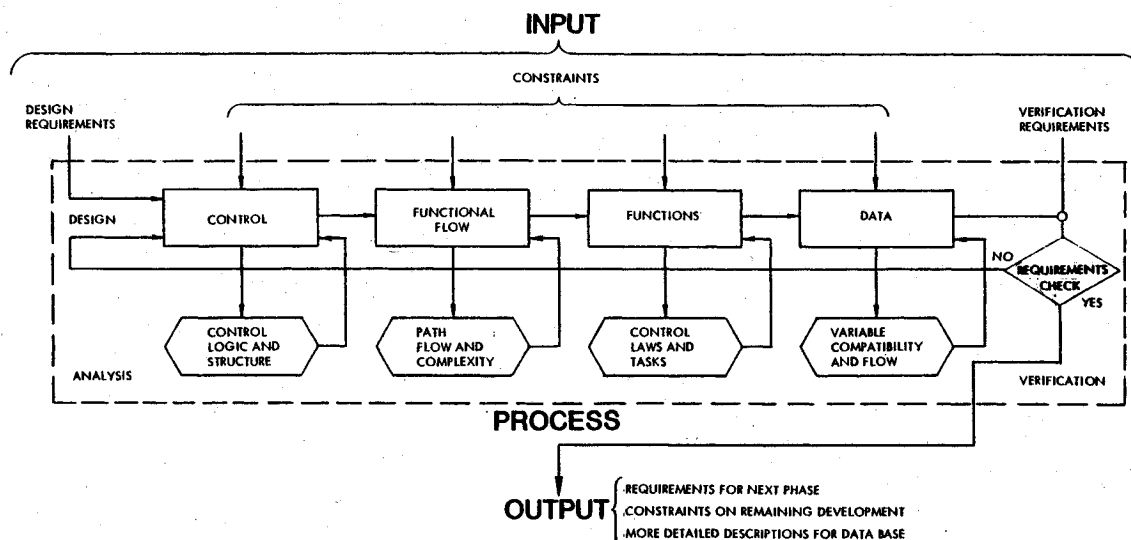 INPUT
CONSTRAINTS
DESIGN
REQUIREMENTS
VERIFICATION
REQUIREMENTS
DESIGN
CONTROL
FUNCTIONAL
FLOW
FUNCTIONS
DATA
NO
REQUIREMENTS
CHECK
YES
CONTROL
LOGIC AND
STRUCTURE
PATH
FLOW AND
COMPLEXITY
CONTROL
LAWS AND
TASKS
VARIABLE
COMPATIBILITY
AND FLOW
ANALYSIS
VERIFICATION
PROCESS
OUTPUT
REQUIREMENTS FOR NEXT PHASE
CONSTRAINTS ON REMAINING DEVELOPMENT
MORE DETAILED DESCRIPTIONS FOR DATA BASE